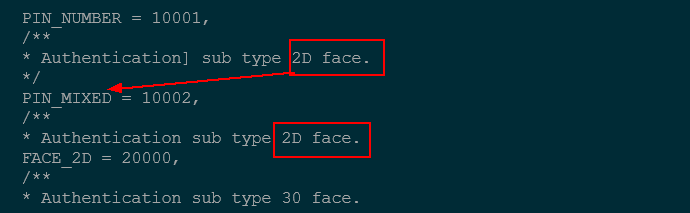 PIN_NUMBER = 10001,
/**
* Authentication] sub type 2D face.
*/
PIN_MIXED = 10002,
/**
* Authentication sub type 2D face.
FACE_2D = 20000,
/**
* Authentication sub type 30 face.